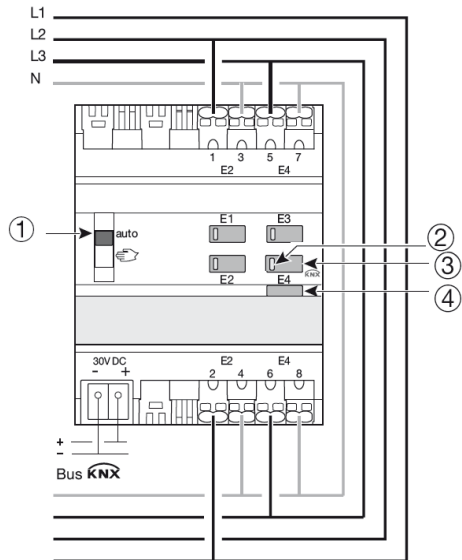 L1
L2
L3
N
1 3 5 7
E2 E4
1
auto
E1 E3
2
3
E2 E4
KNX
4
30V DC
- +
E2 E4
2 4 6 8
+
-
Bus KNX